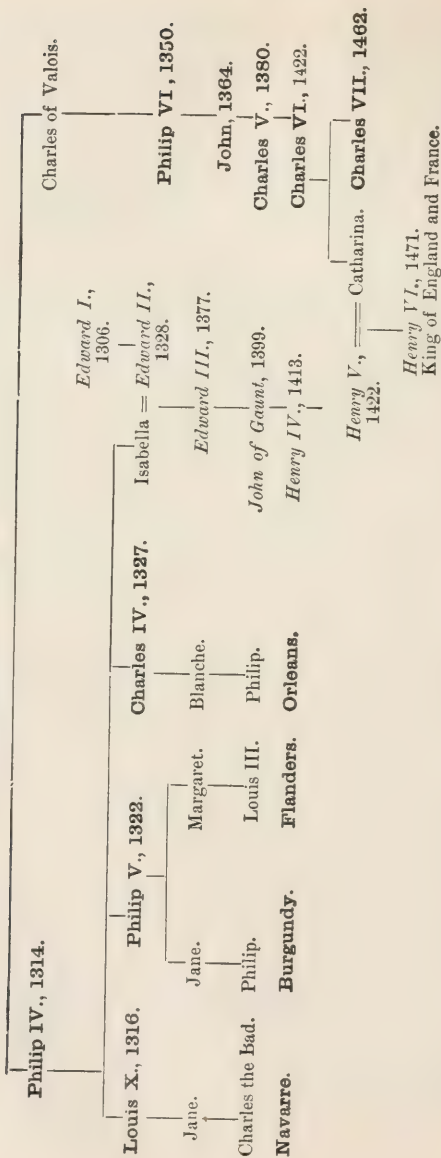 Philip IV., 1314. Charles of Valois.
Edward I.,
1306.
Louis X., 1316. Philip V., 1322. Charles IV., 1327. Isabella = Edward II., Philip VI, 1350.
1328.
Jane. Jane. Margaret. Blanche. Edward III., 1377. John, 1364.
Charles the Bad. Philip. Louis III. Philip. John of Gaunt, 1399. Charles V., 1380.
Navarre. Burgundy. Flanders. Orleans. Henry IV., 1413. Charles VI., 1422.
Henry V., = Catharina. Charles VII., 1462.
1422.
Henry VI., 1471.
King of England and France.